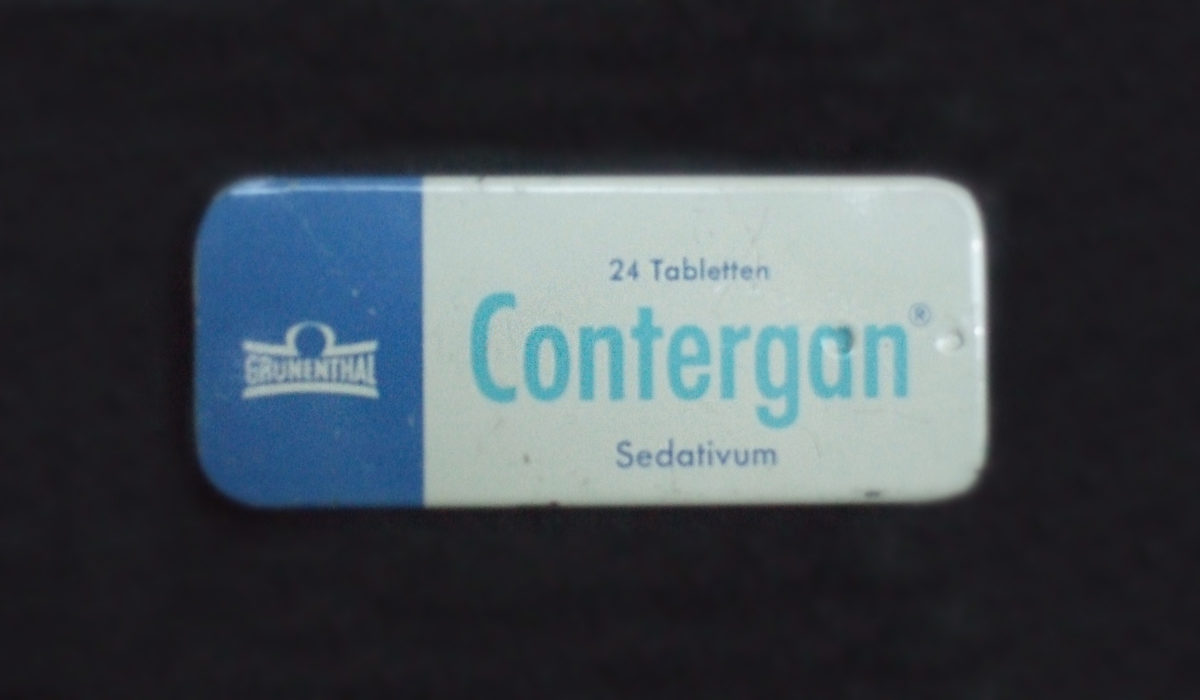 GRÜNENTHAL
24 Tabletten
Contergan®
Sedativum